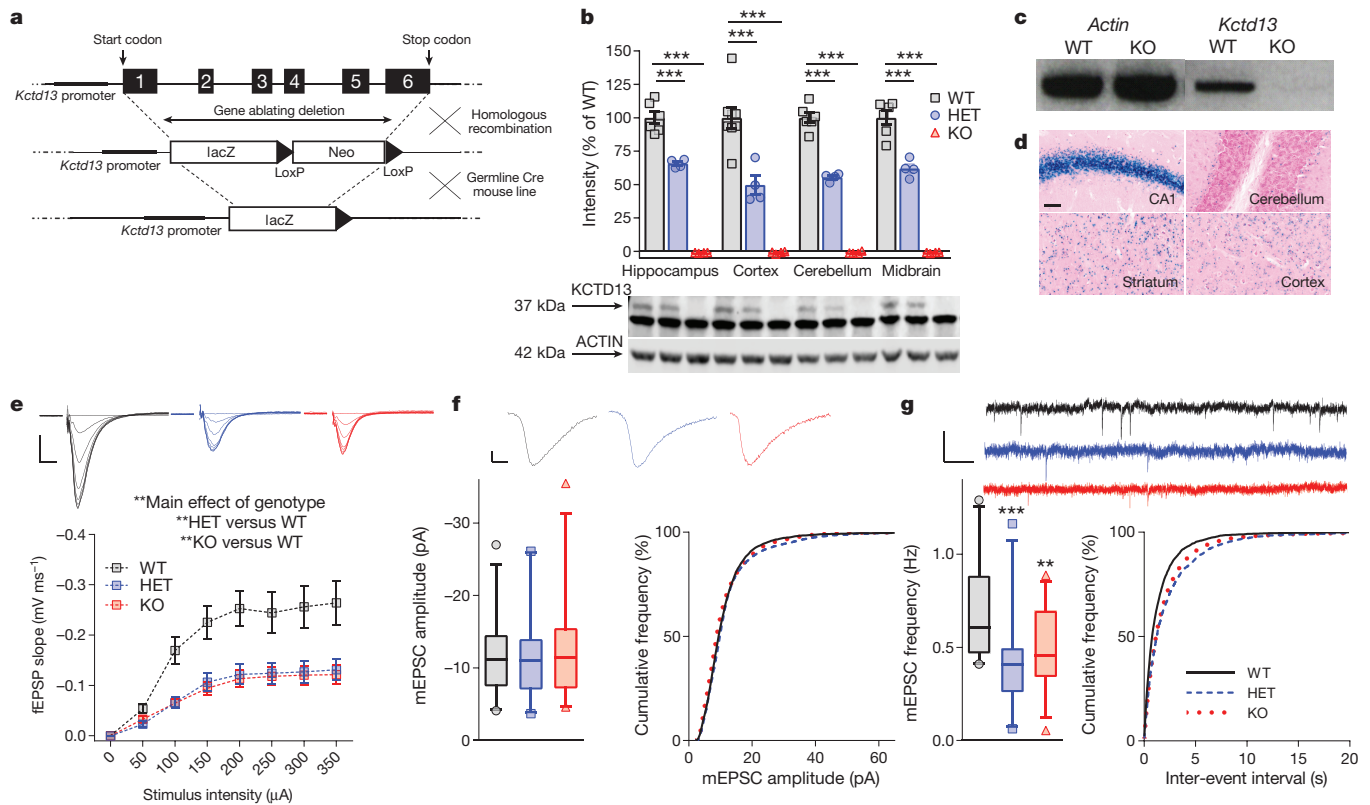 a
Start codon
Stop codon
1 2 3 4 5 6
Kctd13 promoter
Gene ablating deletion
Homologous
recombination
lacZ
Neo
Kctd13 promoter
LoxP
LoxP
Germline Cre
mouse line
lacZ
Kctd13 promoter
b
***
***
***
***
***
***
***
***
150
125
100
75
50
25
0
Intensity (% of WT)
WT
HET
KO
Hippocampus
Cortex
Cerebellum
Midbrain
KCTD13
37 kDa
ACTIN
42 kDa
c
Actin
Kctd13
WT
KO
WT
KO
d
CA1
Cerebellum
Striatum
Cortex
e
**Main effect of genotype
**HET versus WT
**KO versus WT
WT
HET
KO
–0.4
–0.3
–0.2
–0.1
0.0
fEPSP slope (mV ms⁻¹)
0 50 100 150 200 250 300 350
Stimulus intensity (μA)
f
–30
–20
–10
0
mEPSC amplitude (pA)
100
50
0
Cumulative frequency (%)
0 20 40 60
mEPSC amplitude (pA)
g
***
**
1.0
0.5
0.0
mEPSC frequency (Hz)
100
50
0
Cumulative frequency (%)
WT
HET
KO
0 5 10 15 20
Inter-event interval (s)